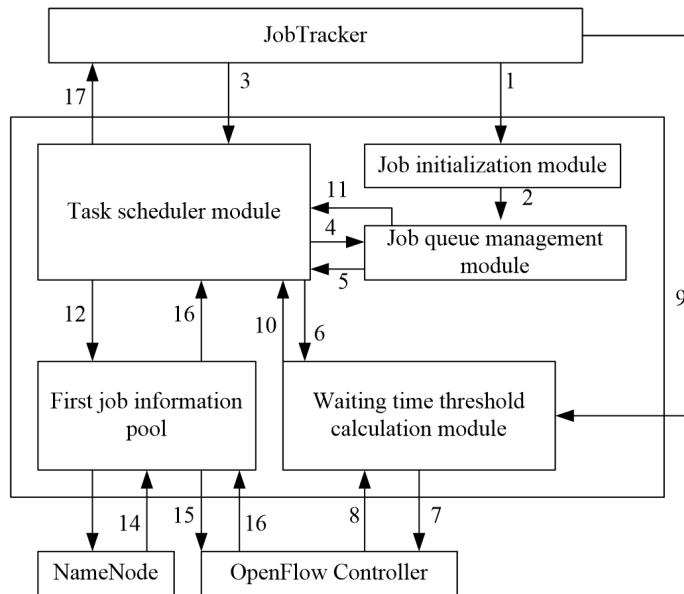 JobTracker
17
3
1
Job initialization module
2
Task scheduler module
11
4
Job queue management
module
5
12
16
10
6
9
First job information
pool
Waiting time threshold
calculation module
14
15
16
8
7
NameNode
OpenFlow Controller